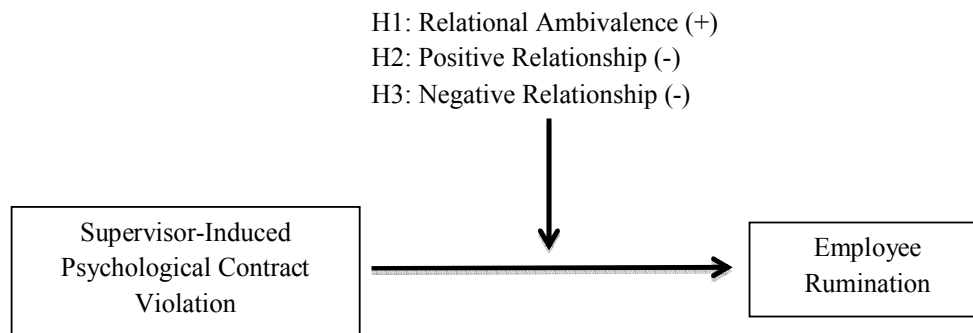 H1: Relational Ambivalence (+)
H2: Positive Relationship (-)
H3: Negative Relationship (-)
Supervisor-Induced
Psychological Contract
Violation
Employee
Rumination